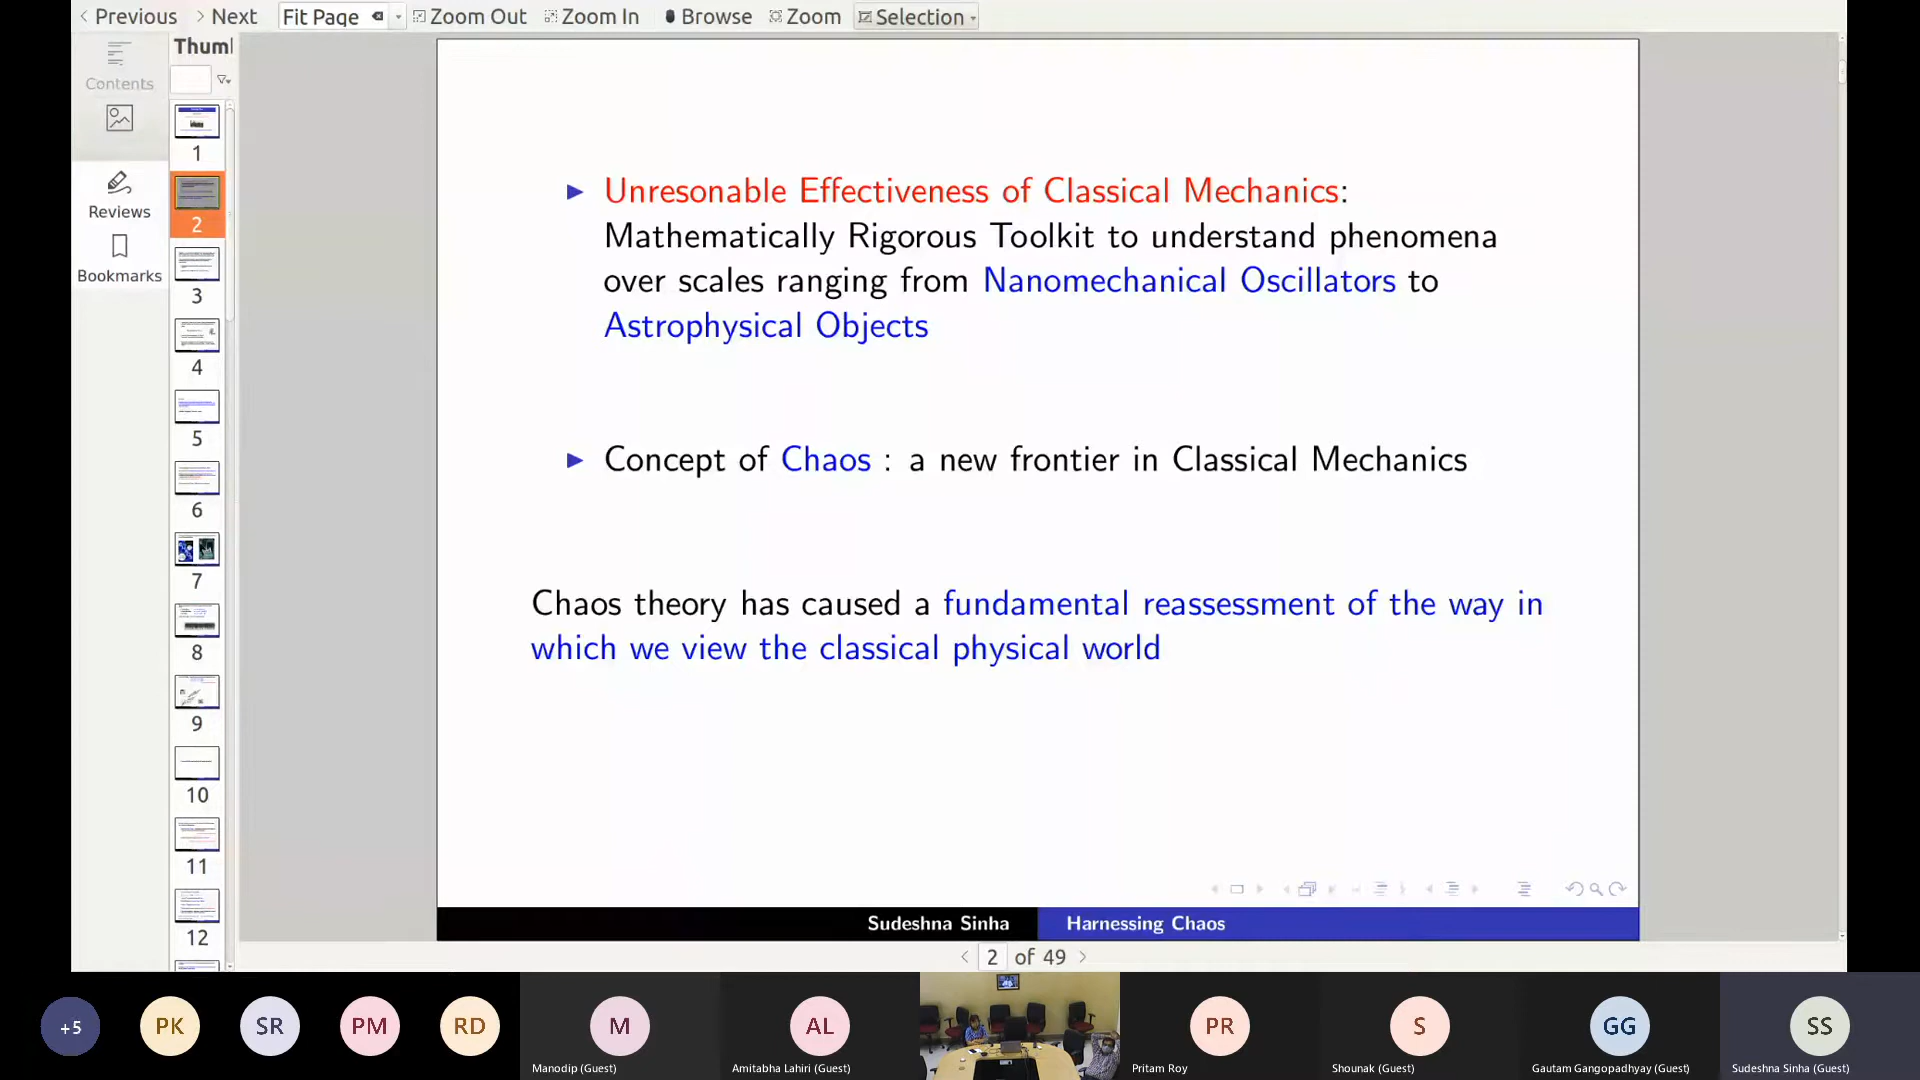 Previous Next Fit Page Zoom Out Zoom In Browse Zoom Selection
Contents
Reviews
Bookmarks
Thuml
1
2
3
4
5
6
7
8
9
10
11
12
Unresonable Effectiveness of Classical Mechanics:
Mathematically Rigorous Toolkit to understand phenomena
over scales ranging from Nanomechanical Oscillators to
Astrophysical Objects
Concept of Chaos : a new frontier in Classical Mechanics
Chaos theory has caused a fundamental reassessment of the way in
which we view the classical physical world
Sudeshna Sinha Harnessing Chaos
2 of 49
+5 PK SR PM RD M AL PR S GG SS
Manodip (Guest) Amitabha Lahiri (Guest) Pritam Roy Shounak (Guest) Gautam Gangopadhyay (Guest) Sudeshna Sinha (Guest)